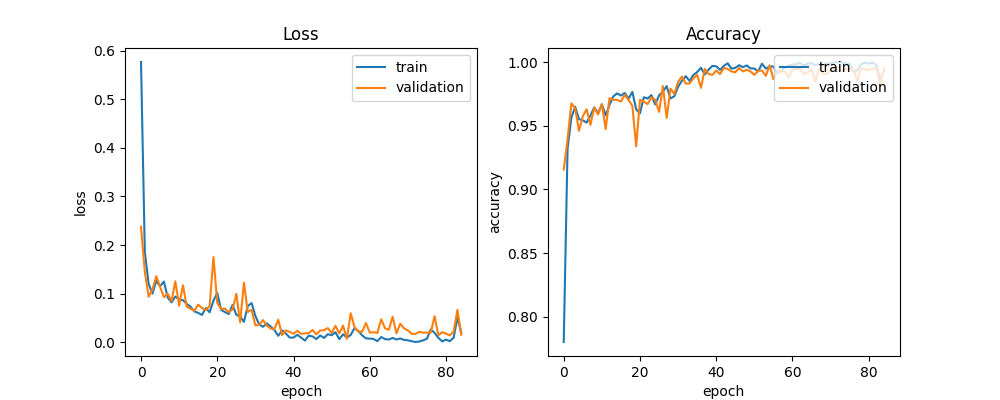 Loss
0.6
0.5
0.4
0.3
0.2
0.1
0.0
loss
0 20 40 60 80
epoch
train
validation
Accuracy
1.00
0.95
0.90
0.85
0.80
accuracy
0 20 40 60 80
epoch
train
validation